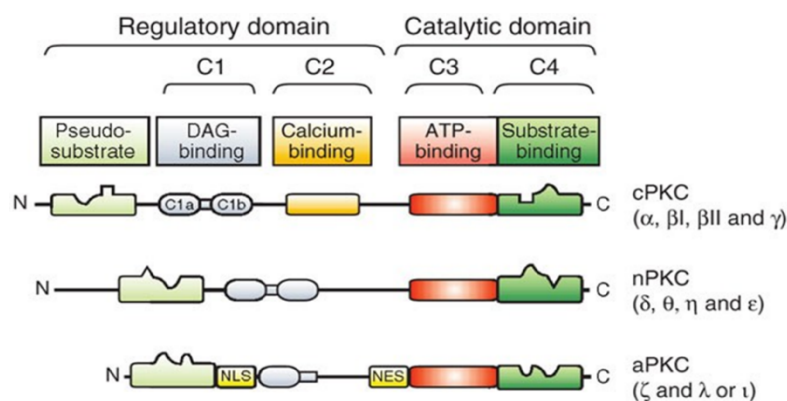 Regulatory domain Catalytic domain
C1 C2 C3 C4
Pseudo- DAG- Calcium- ATP- Substrate-
substrate binding binding binding binding
N C1a C1b C cPKC
(α, βI, βII and γ)
N C nPKC
(δ, θ, η and ε)
N NLS NES C aPKC
(ζ and λ or ι)